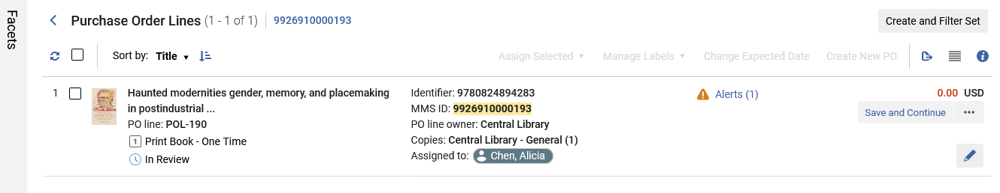 Facets
Purchase Order Lines (1 - 1 of 1) 9926910000193 Create and Filter Set
Sort by: Title Assign Selected Manage Labels Change Expected Date Create New PO
1 Haunted modernities gender, memory, and placemaking in postindustrial ...
PO line: POL-190
1 Print Book - One Time
In Review
Identifier: 9780824894283
MMS ID: 9926910000193
PO line owner: Central Library
Copies: Central Library - General (1)
Assigned to: Chen, Alicia
Alerts (1)
0.00 USD
Save and Continue ...